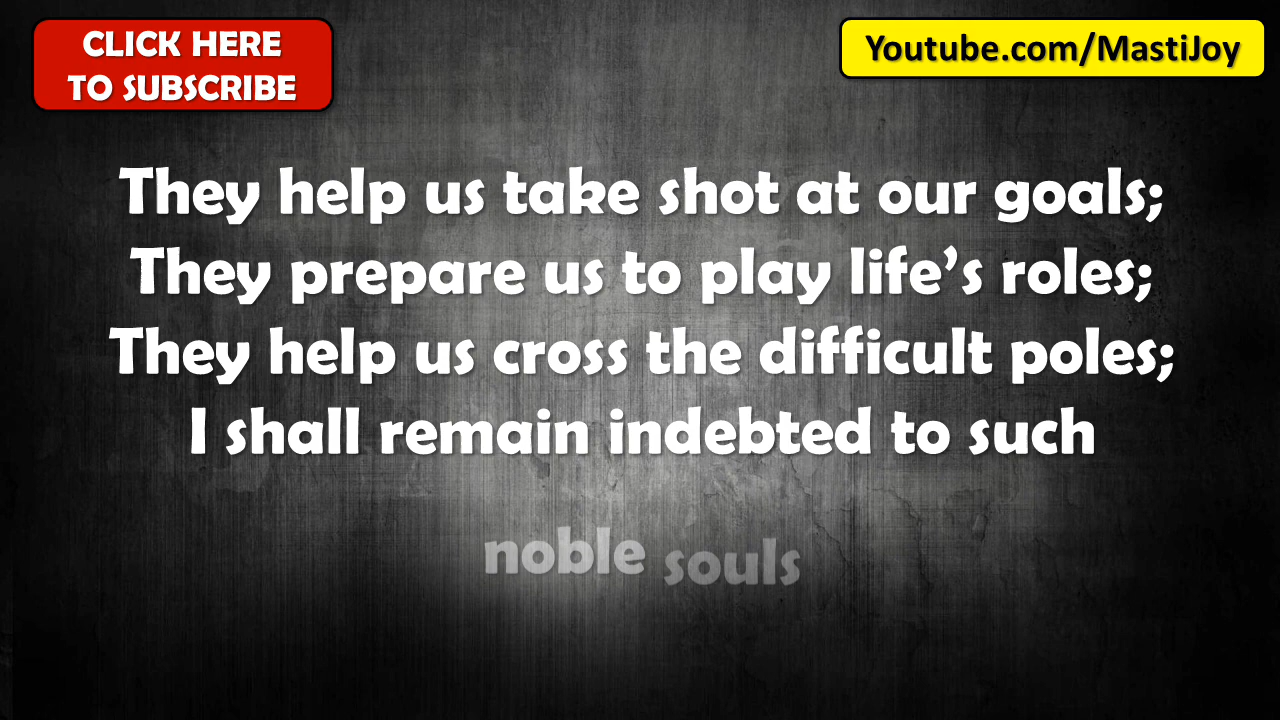 CLICK HERE
TO SUBSCRIBE
Youtube.com/MastiJoy
They help us take shot at our goals;
They prepare us to play life’s roles;
They help us cross the difficult poles;
I shall remain indebted to such
noble souls